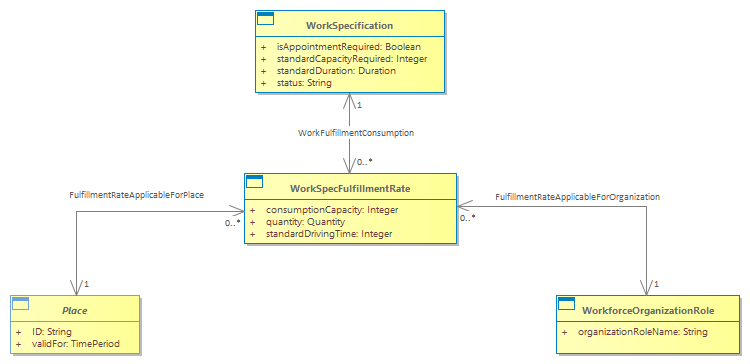 WorkSpecification
+ isAppointmentRequired: Boolean
+ standardCapacityRequired: Integer
+ standardDuration: Duration
+ status: String
1
WorkFulfillmentConsumption
0..*
WorkSpecFulfillmentRate
+ consumptionCapacity: Integer
+ quantity: Quantity
+ standardDrivingTime: Integer
FulfillmentRateApplicableForPlace
0..*
FulfillmentRateApplicableForOrganization
0..*
1
1
Place
+ ID: String
+ validFor: TimePeriod
WorkforceOrganizationRole
+ organizationRoleName: String